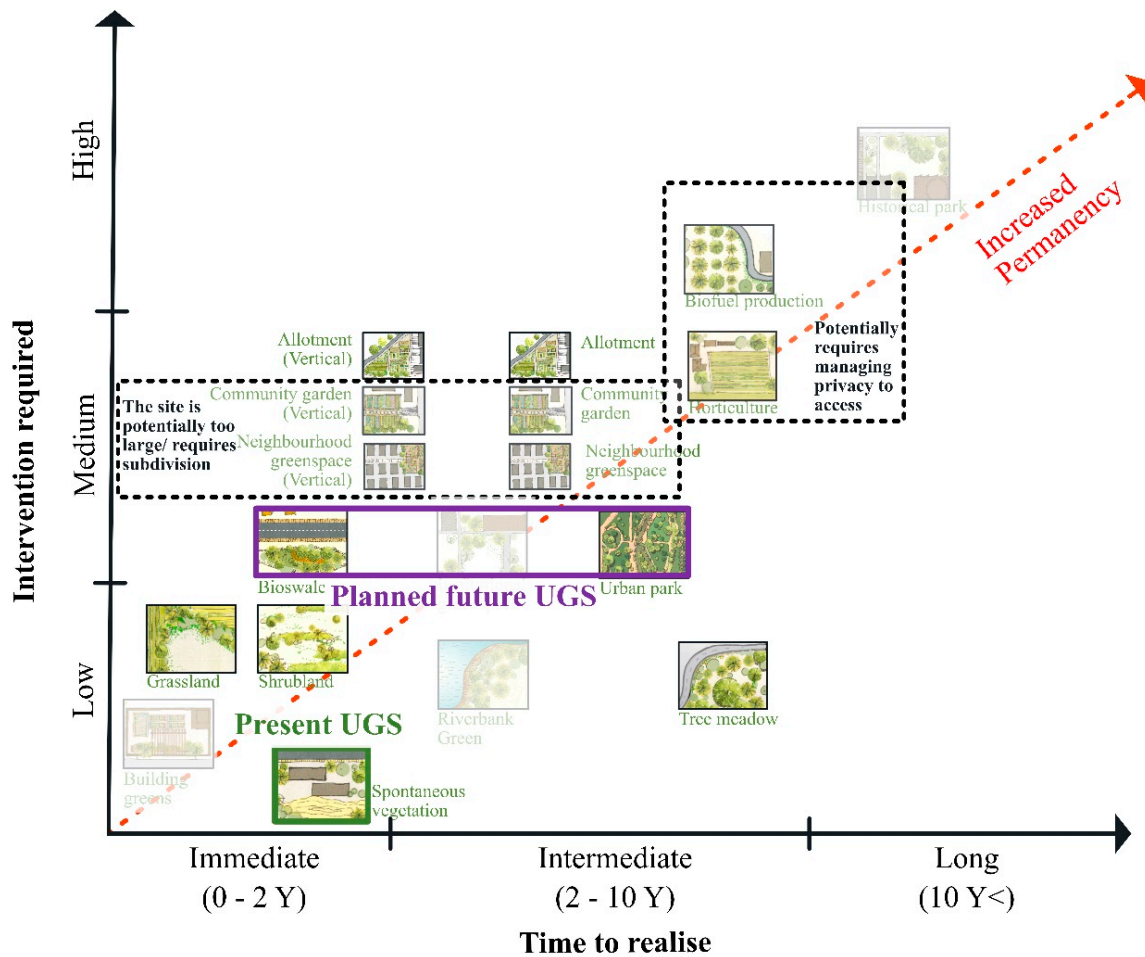 High
Historical park
Increased
Permanency
Biofuel production
Intervention required
Medium
Allotment
(Vertical)
Allotment
Potentially
requires
managing
privacy to
access
Horticulture
The site is
potentially too
large/ requires
subdivision
Community garden
(Vertical)
Community
garden
Neighbourhood
greenspace
(Vertical)
Neighbourhood
greenspace
Bioswale
Planned future UGS
Urban park
Low
Grassland
Shrubland
Riverbank
Green
Tree meadow
Present UGS
Building
greens
Spontaneous
vegetation
Immediate
(0 - 2 Y)
Intermediate
(2 - 10 Y)
Long
(10 Y<)
Time to realise